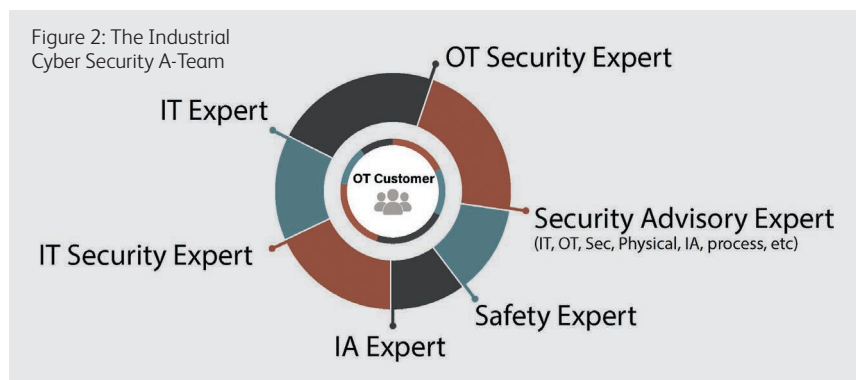 Figure 2: The Industrial
Cyber Security A-Team
OT Security Expert
IT Expert
OT Customer
Security Advisory Expert
(IT, OT, Sec, Physical, IA, process, etc)
IT Security Expert
Safety Expert
IA Expert